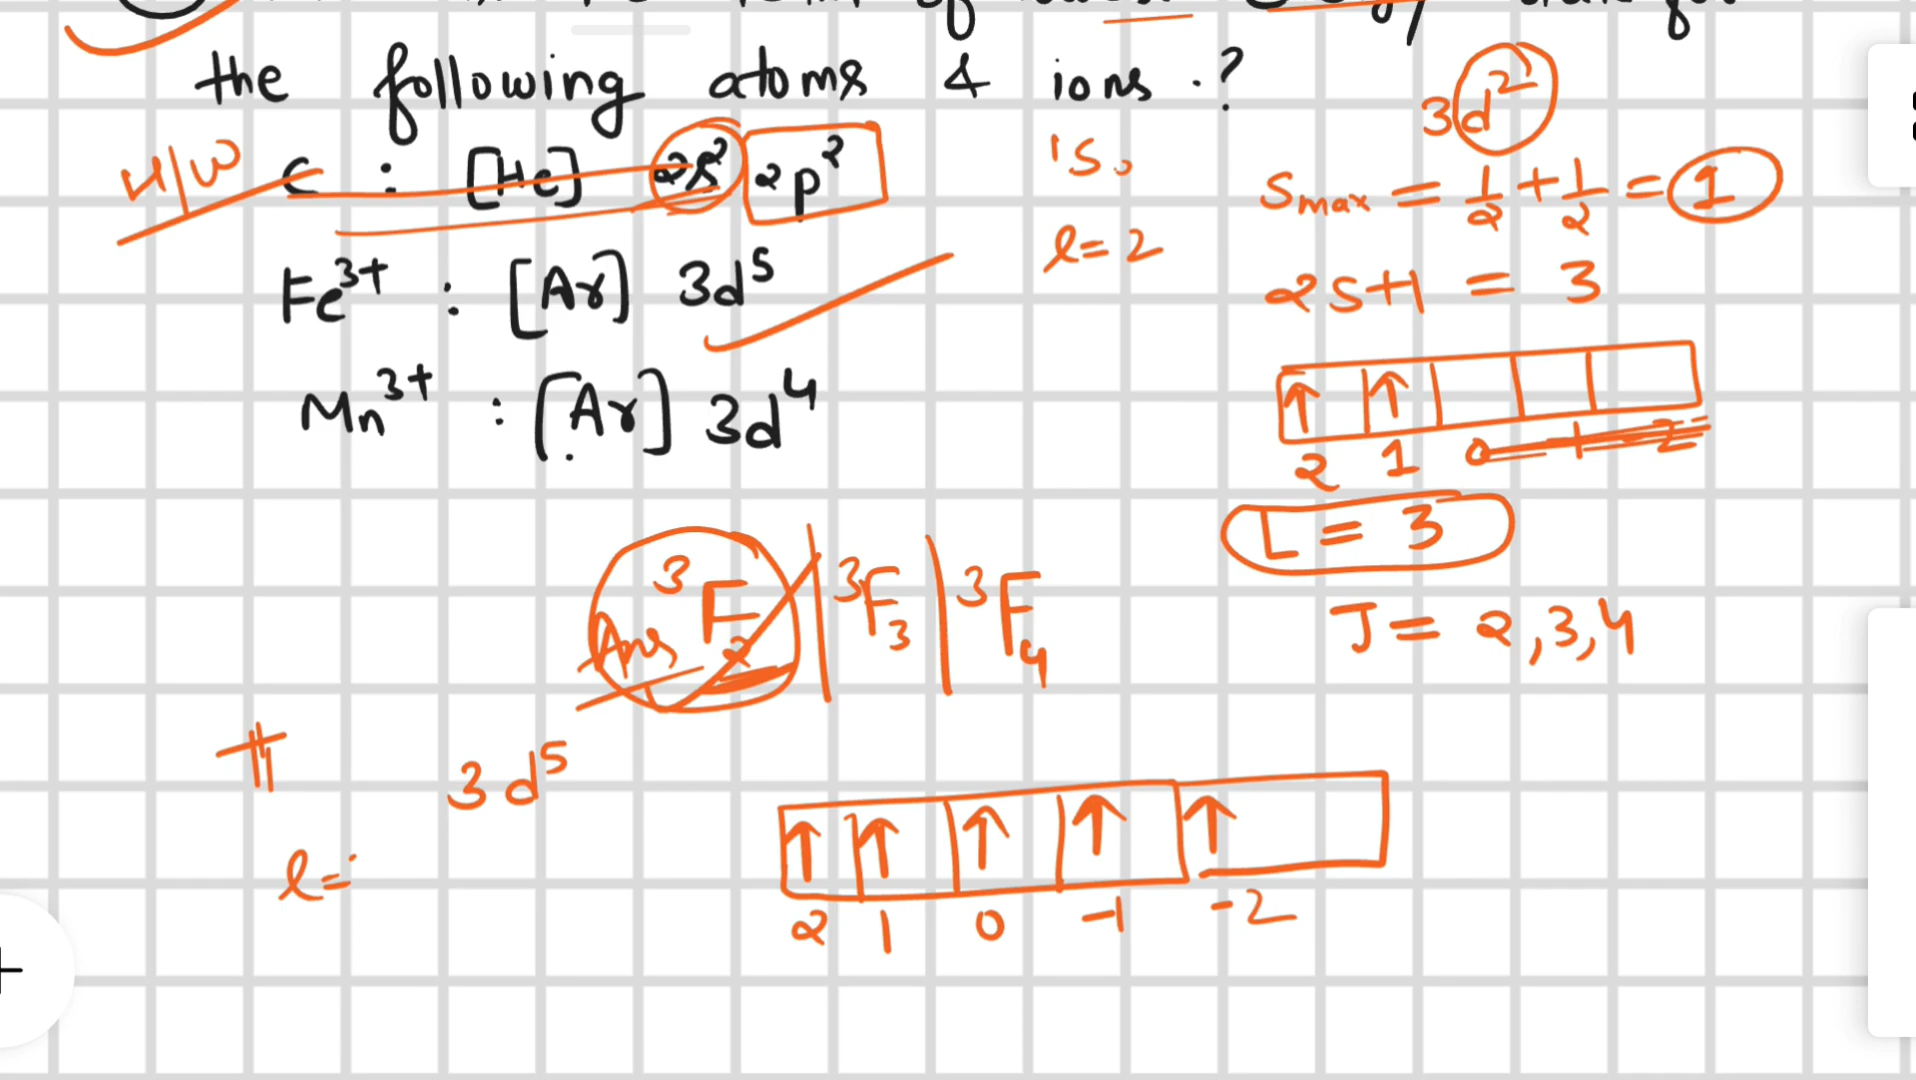 the following atoms & ions .?
H/W C : [He] 2s² 2p²
Fe³⁺ : [Ar] 3d⁵
Mn³⁺ : [Ar] 3d⁴
¹S₀
l = 2
3d²
Smax = 1/2 + 1/2 = 1
2S+1 = 3
↑ ↑
2 1 0 -1 -2
L = 3
J = 2, 3, 4
Ans ³F₂ | ³F₃ | ³F₄
3d⁵
l =
↑ ↑ ↑ ↑ ↑
2 1 0 -1 -2